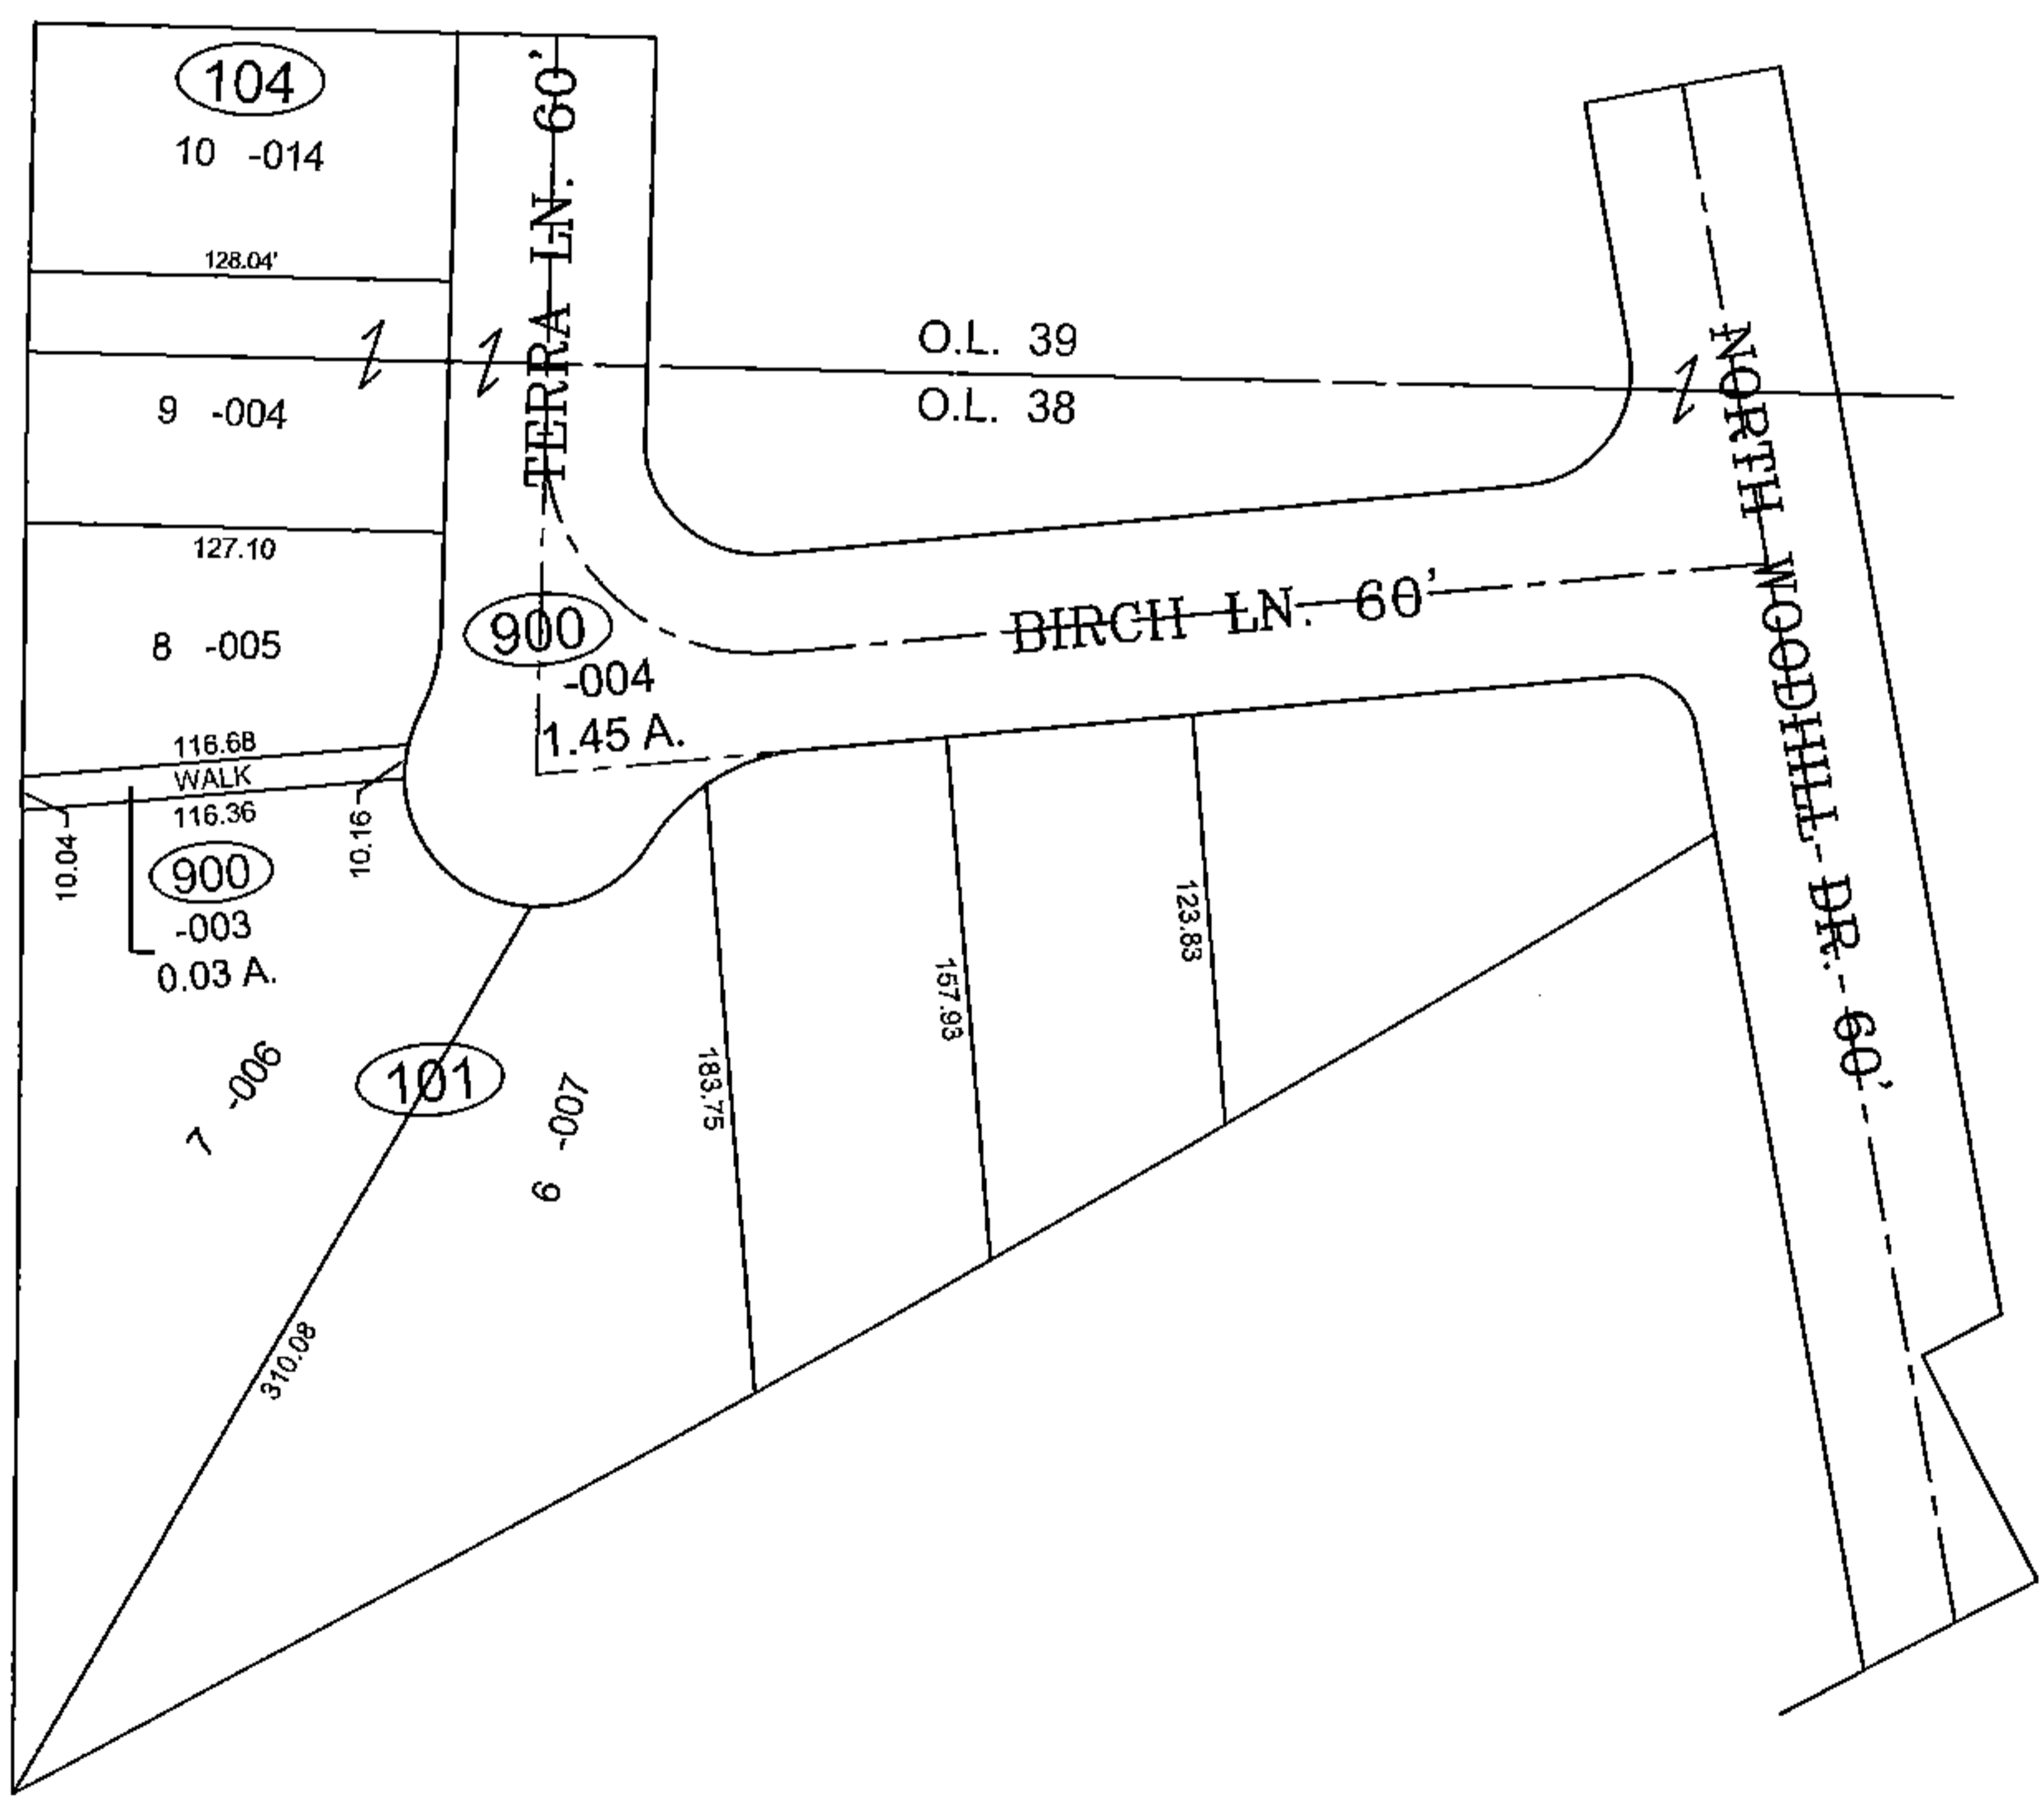 104
10 -014
128.04'
TERRA LN. 60'
O.L. 39
O.L. 38
9 -004
127.10
8 -005
900
-004
1.45 A.
BIRCH LN. 60'
NORTH WOODHILL DR. 60'
116.68
WALK
116.36
10.04
10.16
900
-003
0.03 A.
7 -006
101
6 -007
310.08
183.75
157.93
123.83